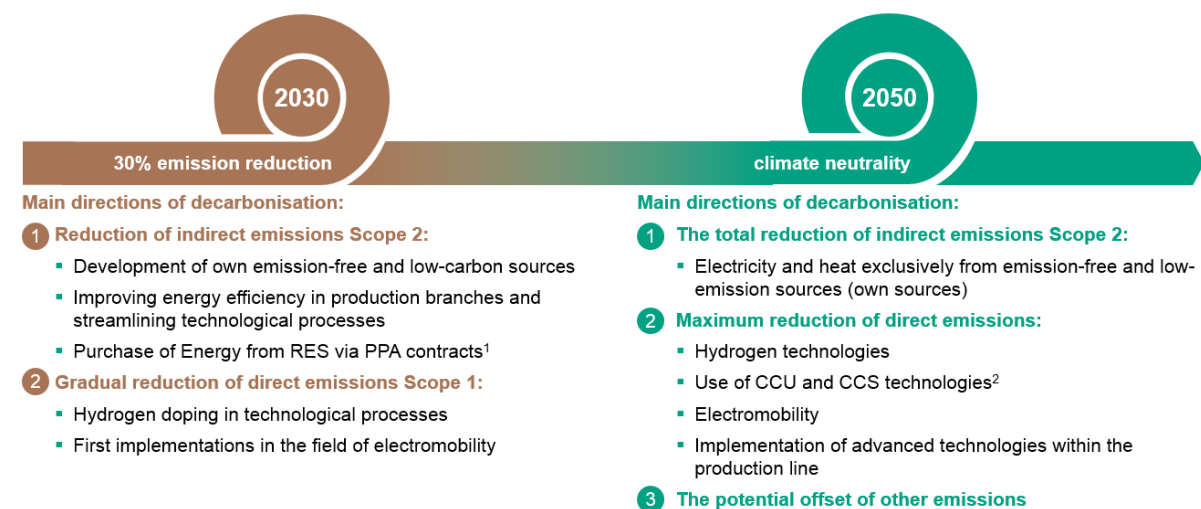 2030
30% emission reduction
Main directions of decarbonisation:
1 Reduction of indirect emissions Scope 2:
▪ Development of own emission-free and low-carbon sources
▪ Improving energy efficiency in production branches and
streamlining technological processes
▪ Purchase of Energy from RES via PPA contracts¹
2 Gradual reduction of direct emissions Scope 1:
▪ Hydrogen doping in technological processes
▪ First implementations in the field of electromobility
2050
climate neutrality
Main directions of decarbonisation:
1 The total reduction of indirect emissions Scope 2:
▪ Electricity and heat exclusively from emission-free and low-
emission sources (own sources)
2 Maximum reduction of direct emissions:
▪ Hydrogen technologies
▪ Use of CCU and CCS technologies²
▪ Electromobility
▪ Implementation of advanced technologies within the
production line
3 The potential offset of other emissions